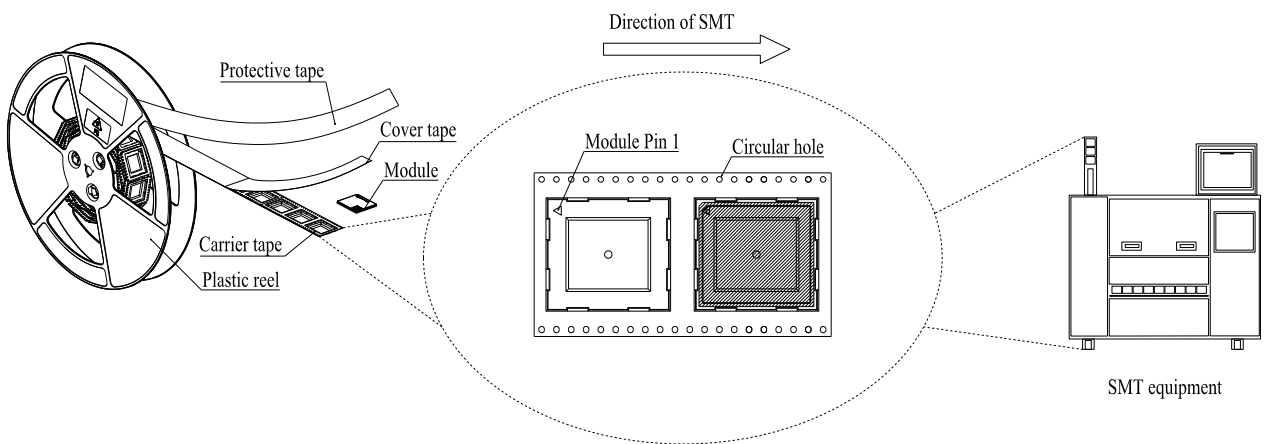 Direction of SMT
Protective tape
Cover tape
Module
Module Pin 1
Circular hole
Carrier tape
Plastic reel
SMT equipment